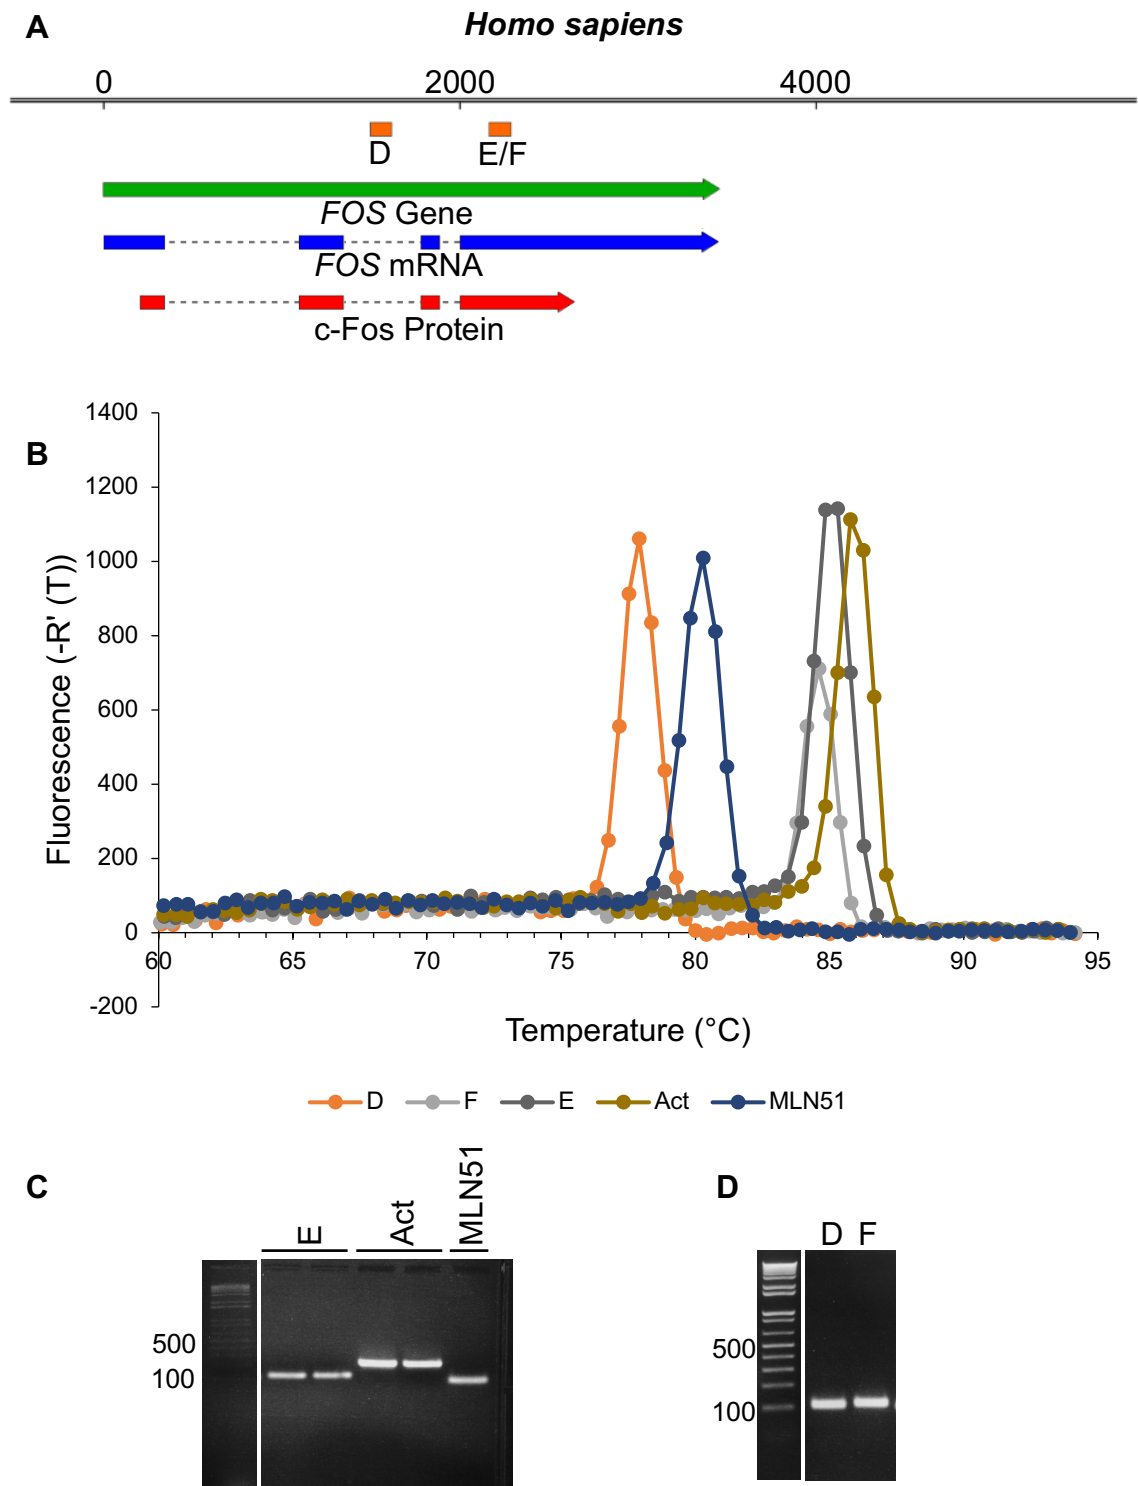 A
Homo sapiens
0 2000 4000
D E/F
FOS Gene
FOS mRNA
c-Fos Protein
B
1400
1200
1000
800
600
400
200
0
-200
Fluorescence (-R' (T))
60 65 70 75 80 85 90 95
Temperature (°C)
D F E Act MLN51
C
E Act MLN51
500
100
D
D F
500
100